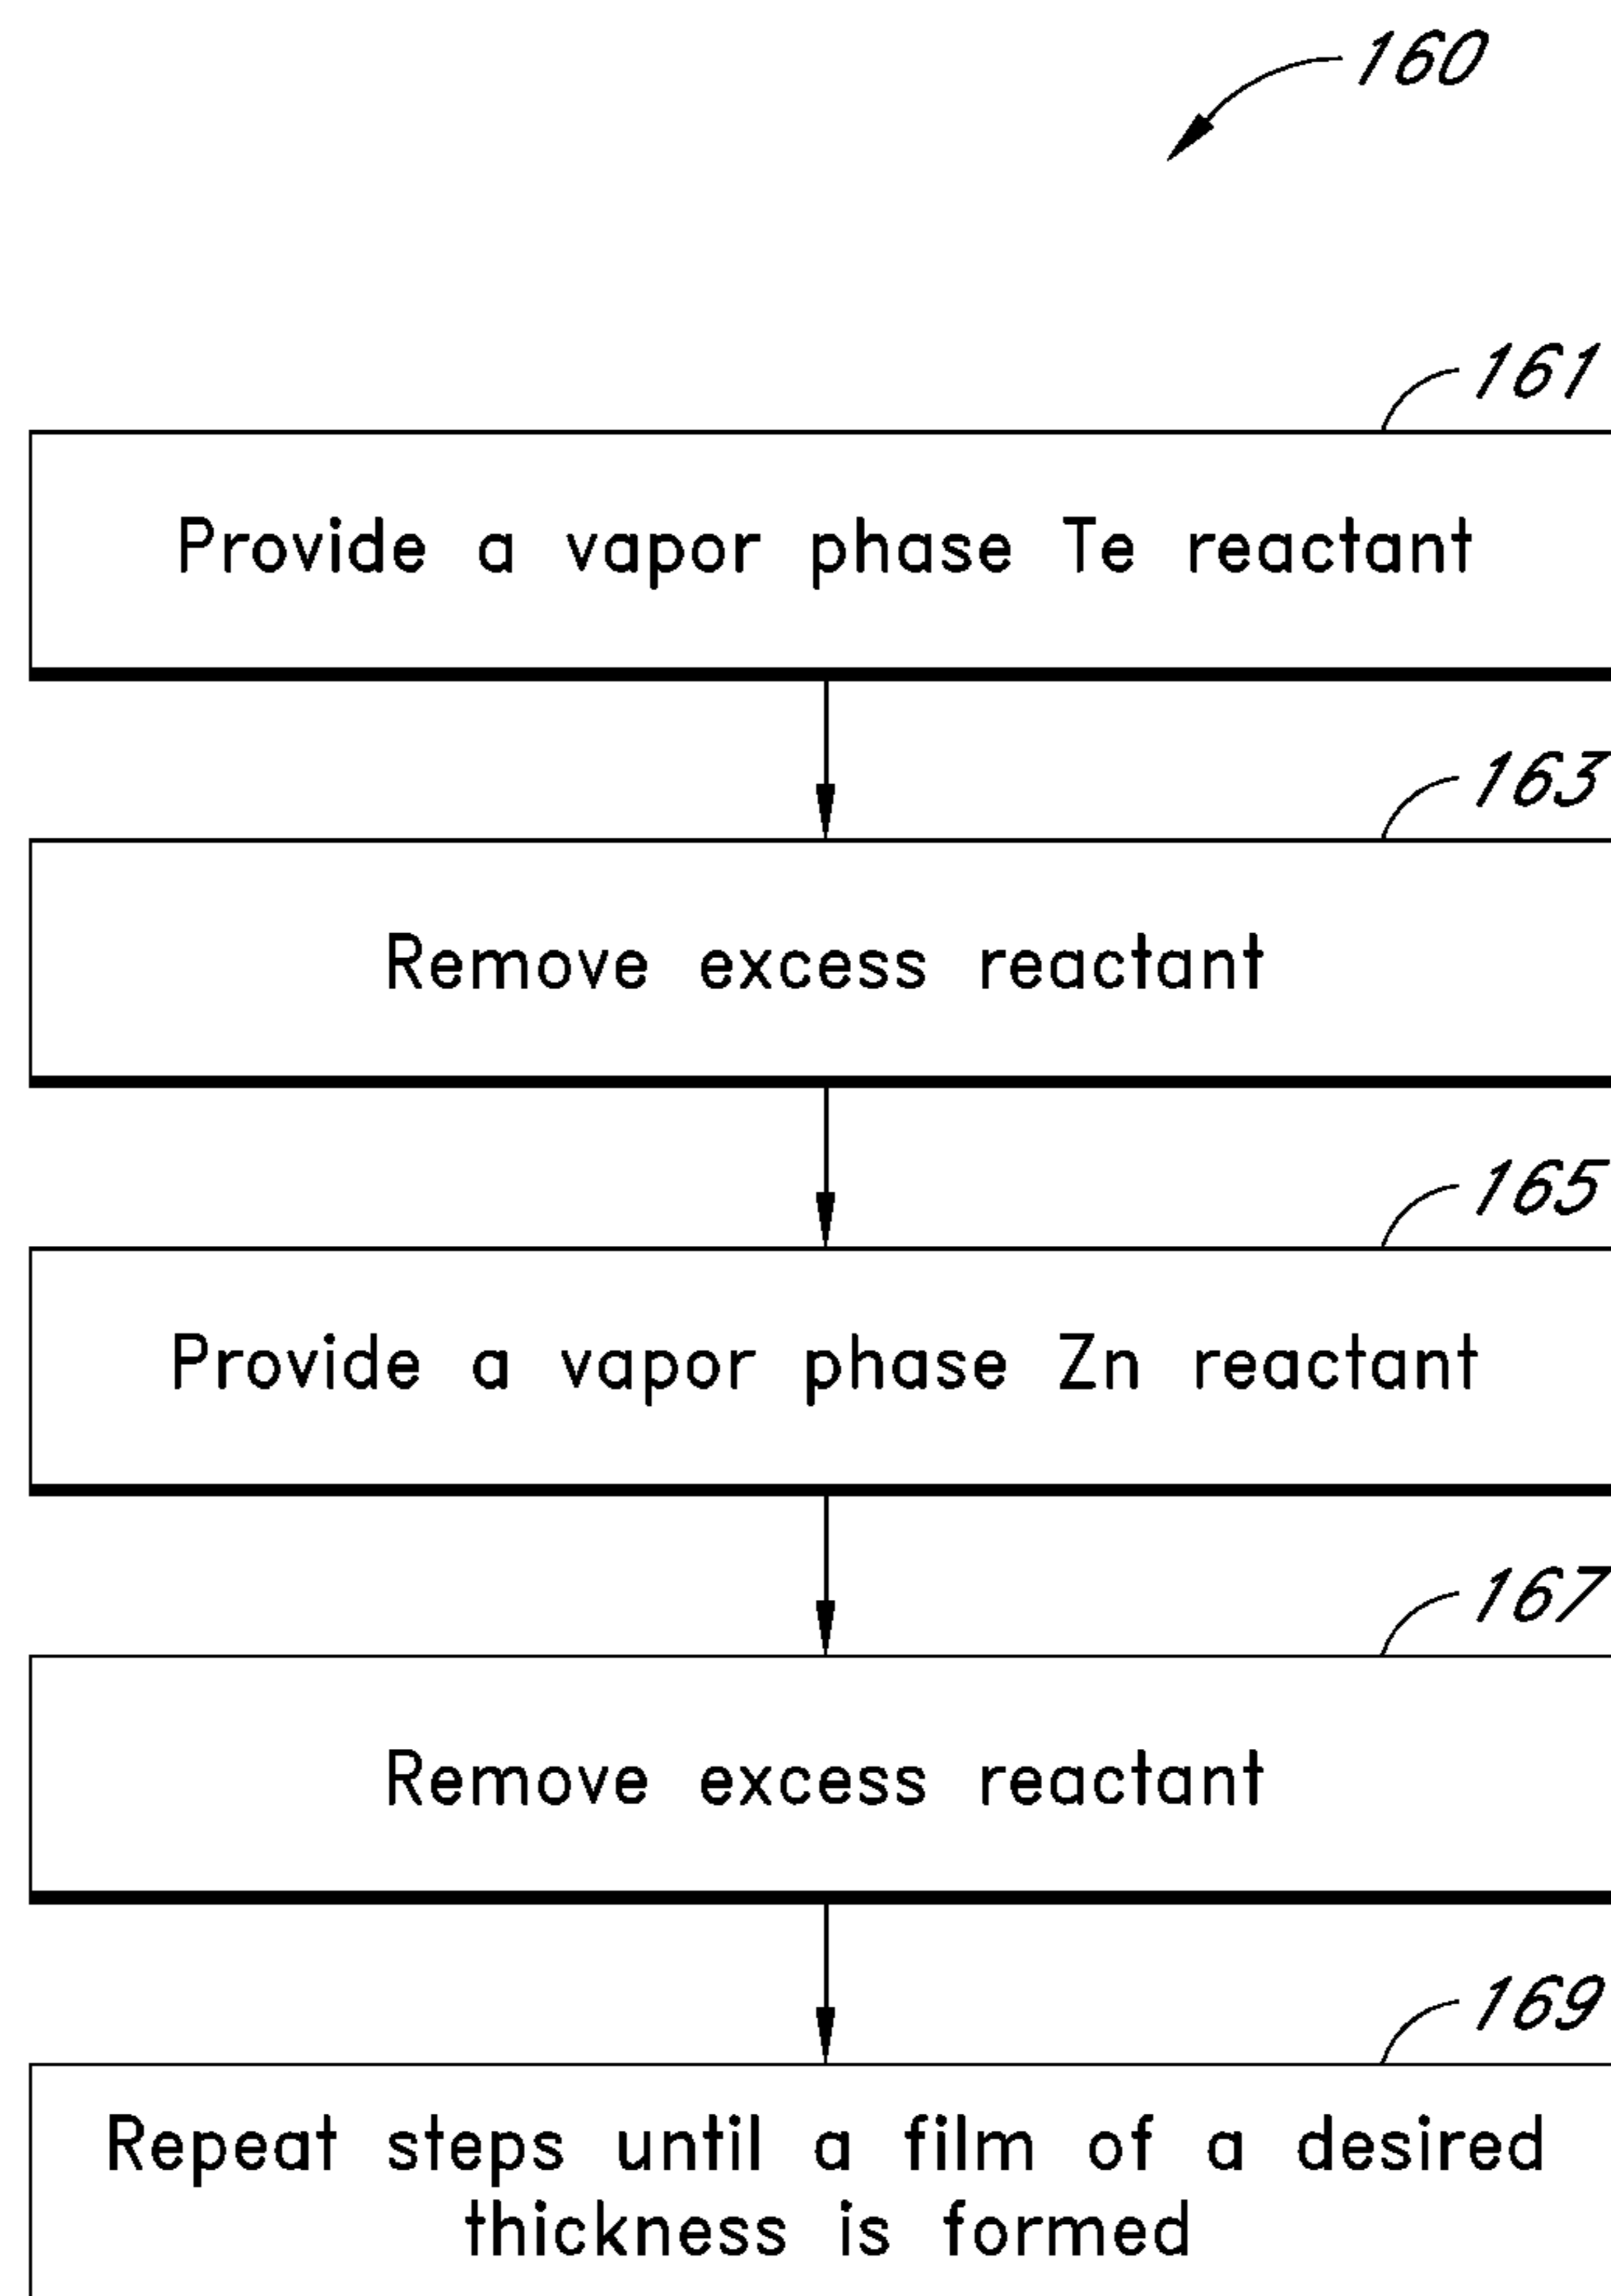 160
161
Provide a vapor phase Te reactant
163
Remove excess reactant
165
Provide a vapor phase Zn reactant
167
Remove excess reactant
169
Repeat steps until a film of a desired
thickness is formed